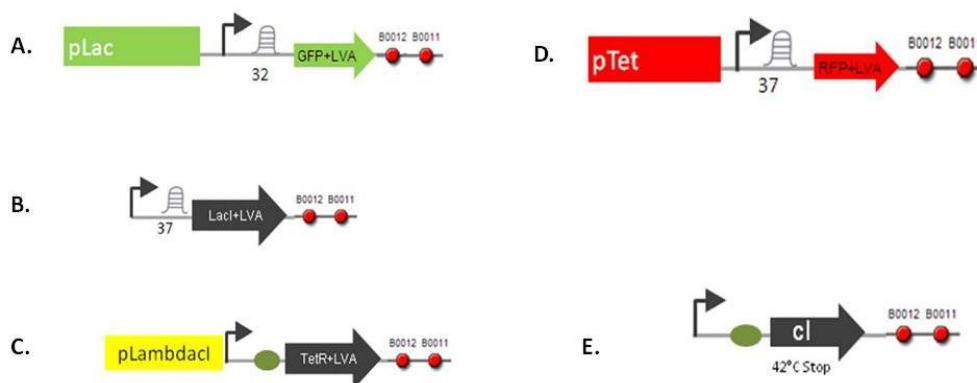 A.
pLac
32
GFP+LVA
B0012 B0011
B.
37
LacI+LVA
B0012 B0011
C.
pLambdacI
TetR+LVA
B0012 B0011
D.
pTet
37
RFP+LVA
B0012 B0011
E.
cI
42°C Stop
B0012 B0011